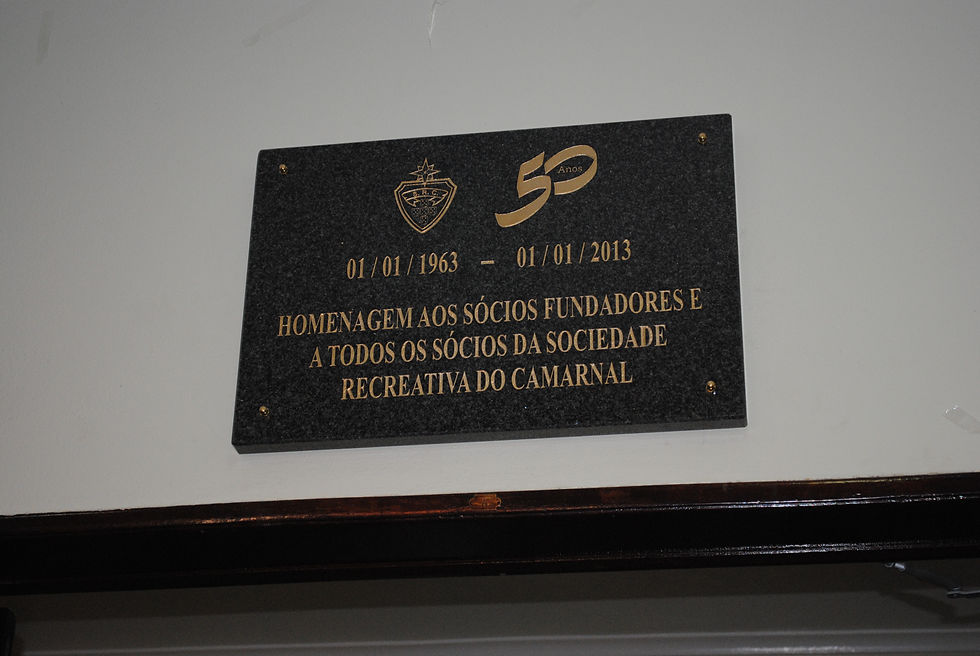 S. R. C.
50 Anos
01 / 01 / 1963 – 01 / 01 / 2013
HOMENAGEM AOS SÓCIOS FUNDADORES E
A TODOS OS SÓCIOS DA SOCIEDADE
RECREATIVA DO CAMARNAL